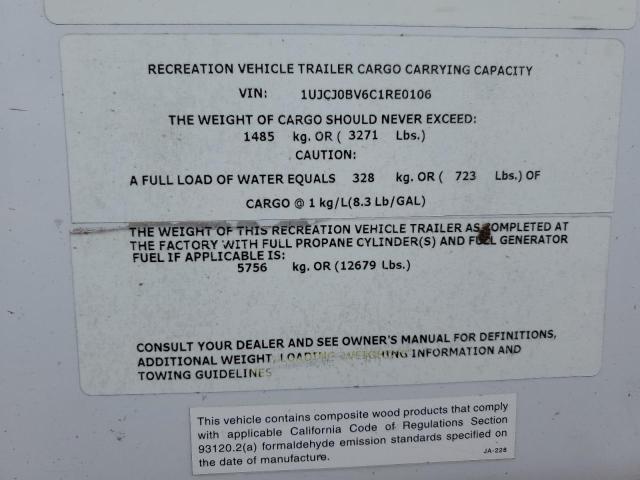 RECREATION VEHICLE TRAILER CARGO CARRYING CAPACITY
VIN: 1UJCJ0BV6C1RE0106
THE WEIGHT OF CARGO SHOULD NEVER EXCEED:
1485 kg. OR ( 3271 Lbs.)
CAUTION:
A FULL LOAD OF WATER EQUALS 328 kg. OR ( 723 Lbs.) OF
CARGO @ 1 kg/L(8.3 Lb/GAL)
THE WEIGHT OF THIS RECREATION VEHICLE TRAILER AS COMPLETED AT
THE FACTORY WITH FULL PROPANE CYLINDER(S) AND FUEL GENERATOR
FUEL IF APPLICABLE IS:
5756 kg. OR (12679 Lbs.)
CONSULT YOUR DEALER AND SEE OWNER'S MANUAL FOR DEFINITIONS,
ADDITIONAL WEIGHT, LOADING WEIGHING INFORMATION AND
TOWING GUIDELINES
This vehicle contains composite wood products that comply
with applicable California Code of Regulations Section
93120.2(a) formaldehyde emission standards specified on
the date of manufacture.
JA-228